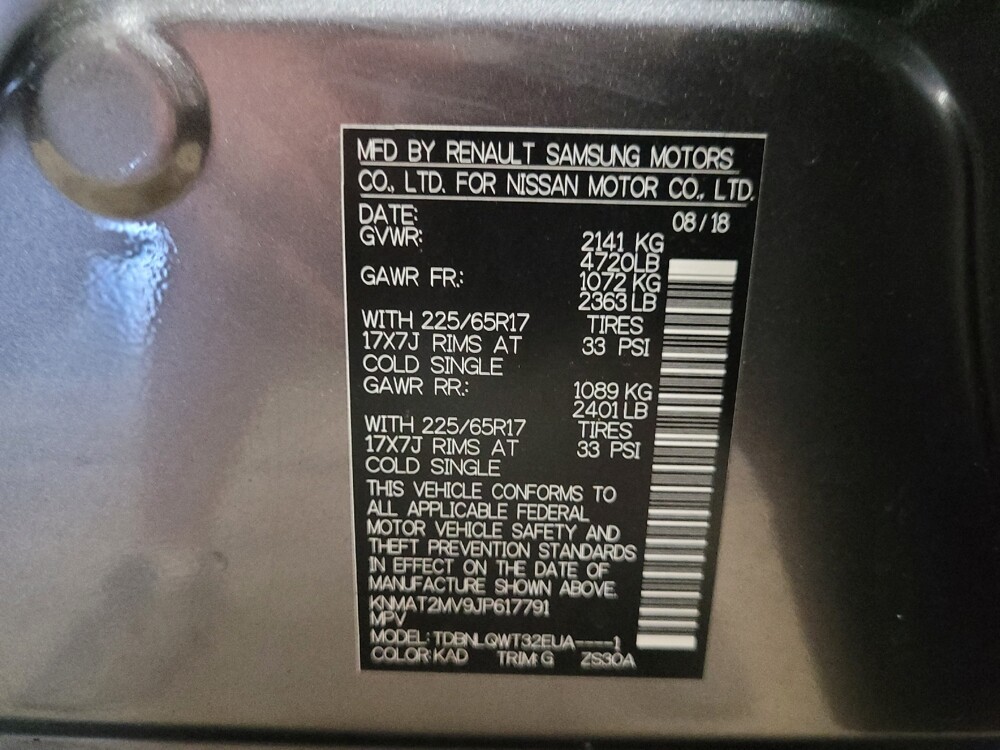 MFD BY RENAULT SAMSUNG MOTORS
CO., LTD. FOR NISSAN MOTOR CO., LTD.
DATE: 08 / 18
GVWR: 2141 KG
4720LB
GAWR FR.: 1072 KG
2363 LB
WITH 225/65R17 TIRES
17X7J RIMS AT 33 PSI
COLD SINGLE
GAWR RR.: 1089 KG
2401 LB
WITH 225/65R17 TIRES
17X7J RIMS AT 33 PSI
COLD SINGLE
THIS VEHICLE CONFORMS TO
ALL APPLICABLE FEDERAL
MOTOR VEHICLE SAFETY AND
THEFT PREVENTION STANDARDS
IN EFFECT ON THE DATE OF
MANUFACTURE SHOWN ABOVE.
KNMAT2MV9JP617791
MPV
MODEL: TDBNLQWT32EUA----1
COLOR: KAD TRIM: G ZS30A